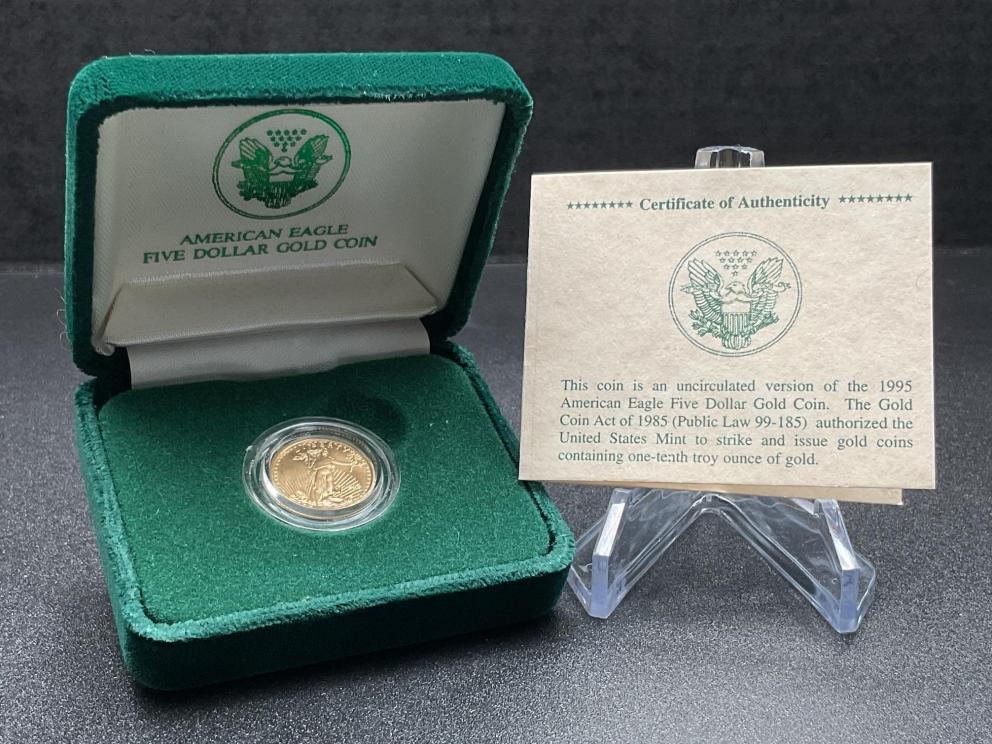 AMERICAN EAGLE
FIVE DOLLAR GOLD COIN
LIBERTY
******** Certificate of Authenticity ********
This coin is an uncirculated version of the 1995
American Eagle Five Dollar Gold Coin. The Gold
Coin Act of 1985 (Public Law 99-185) authorized the
United States Mint to strike and issue gold coins
containing one-tenth troy ounce of gold.